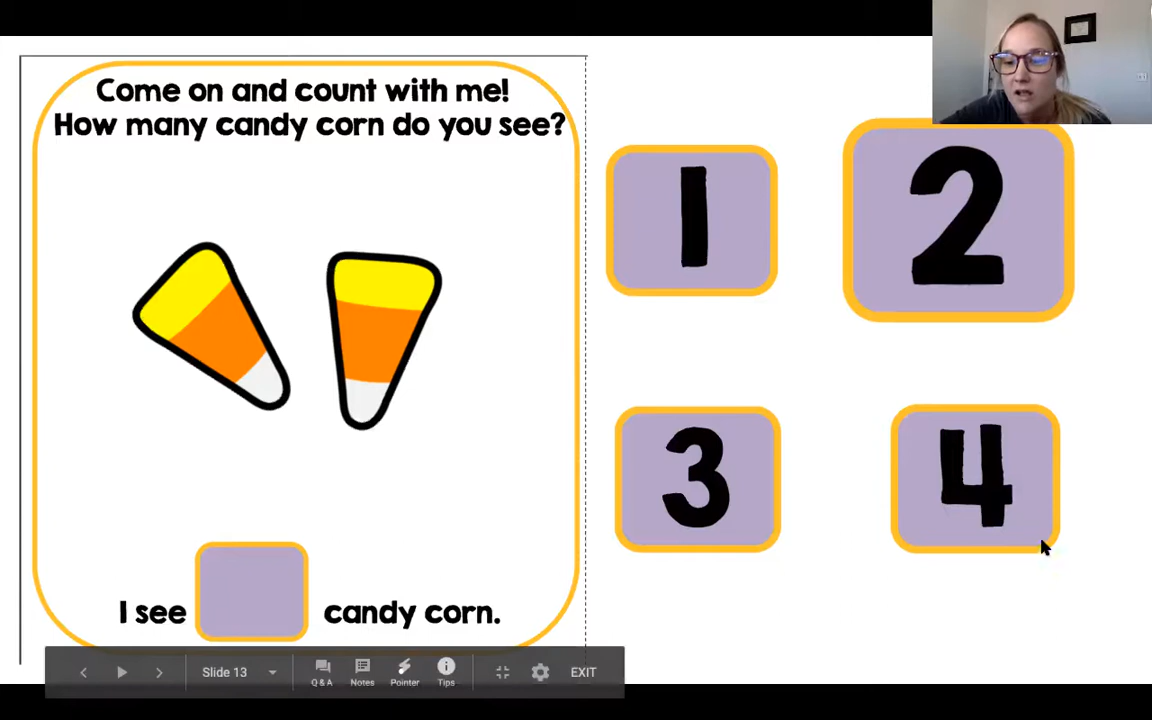 Come on and count with me!
How many candy corn do you see?
1
2
3
4
I see
candy corn.
Slide 13
Q & A
Notes
Pointer
Tips
EXIT